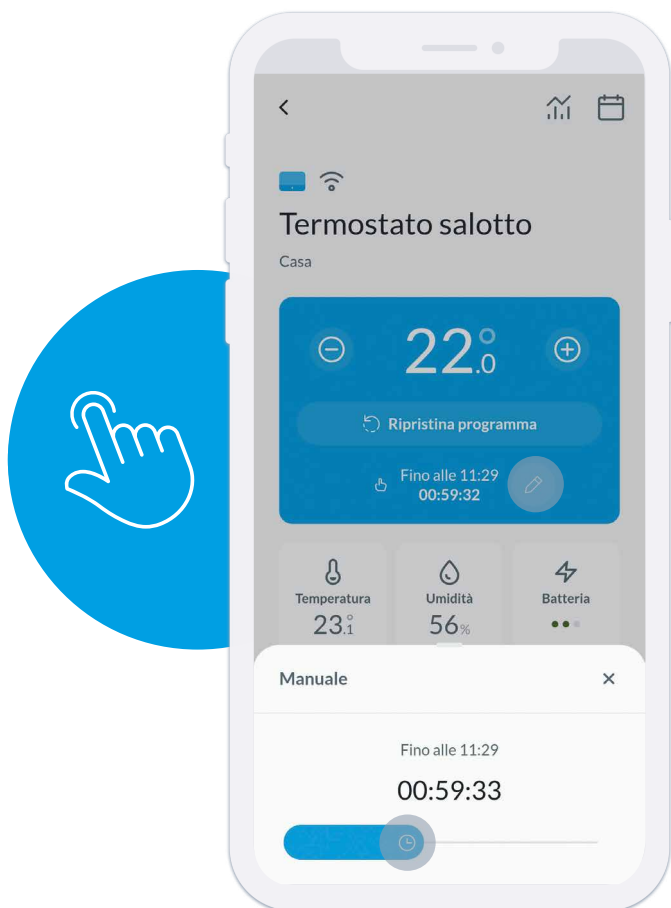 Termostato salotto
Casa
22.0°
Ripristina programma
Fino alle 11:29
00:59:32
Temperatura
Umidità
Batteria
23.1°
56%
Manuale
Fino alle 11:29
00:59:33